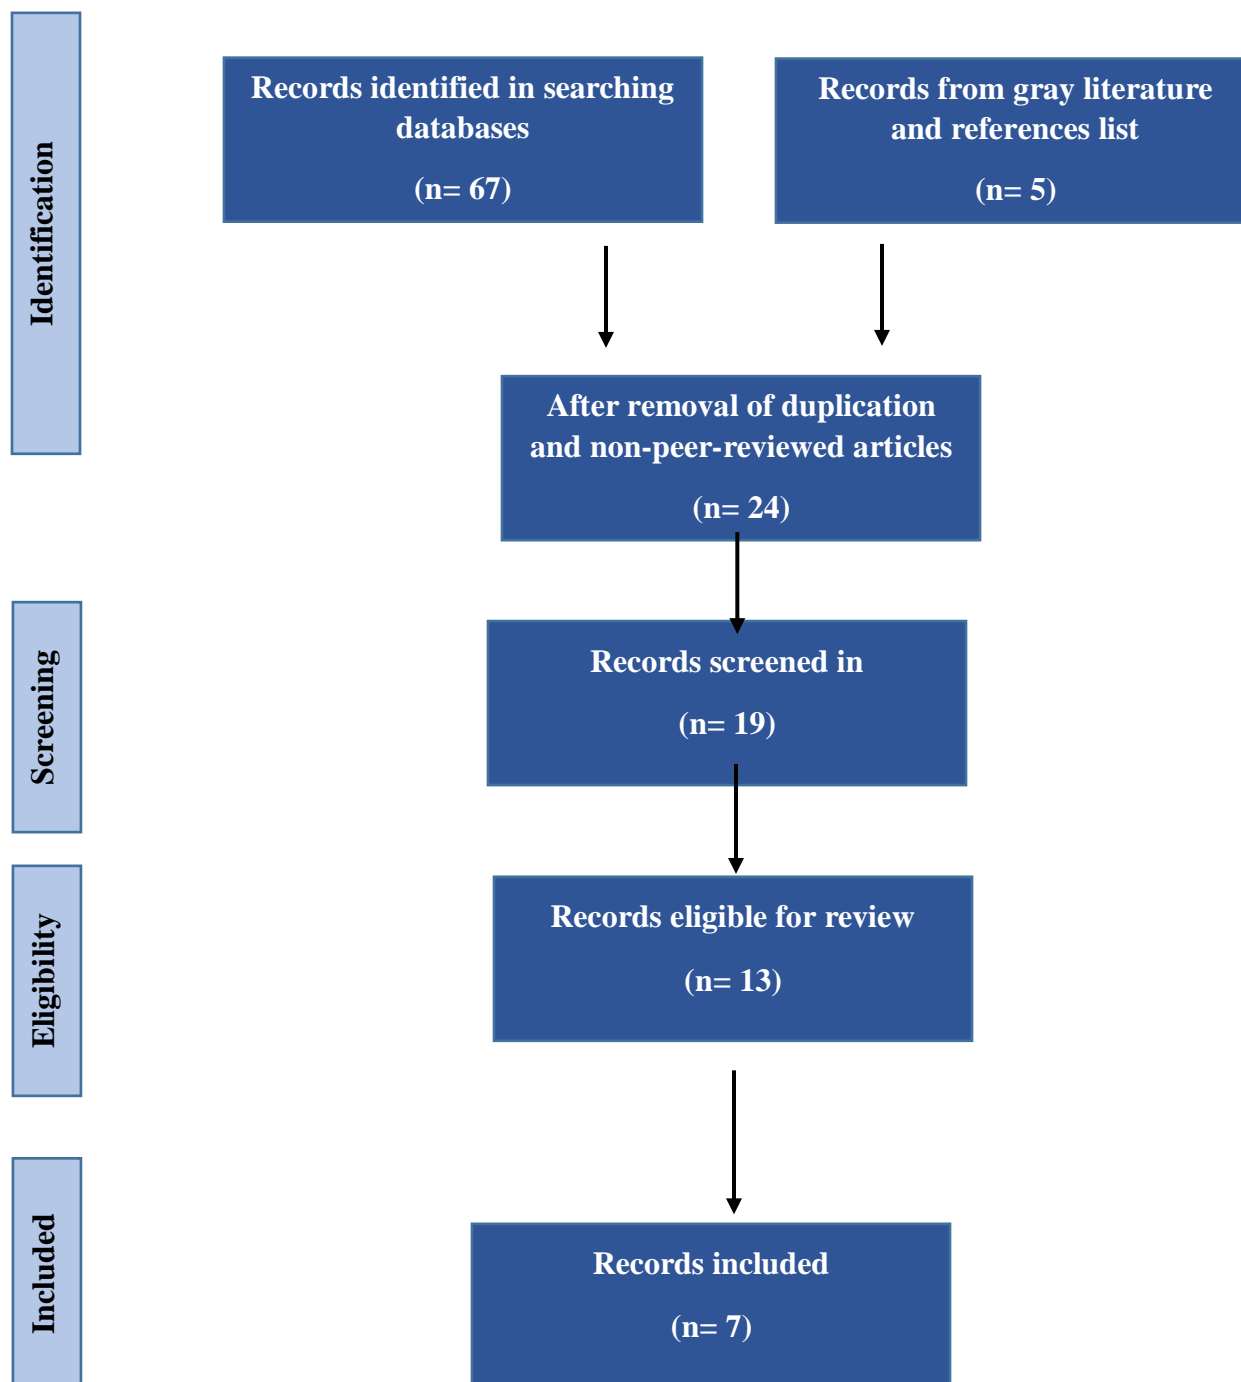 Identification
Records identified in searching
databases
(n= 67)
Records from gray literature
and references list
(n= 5)
After removal of duplication
and non-peer-reviewed articles
(n= 24)
Screening
Records screened in
(n= 19)
Eligibility
Records eligible for review
(n= 13)
Included
Records included
(n= 7)